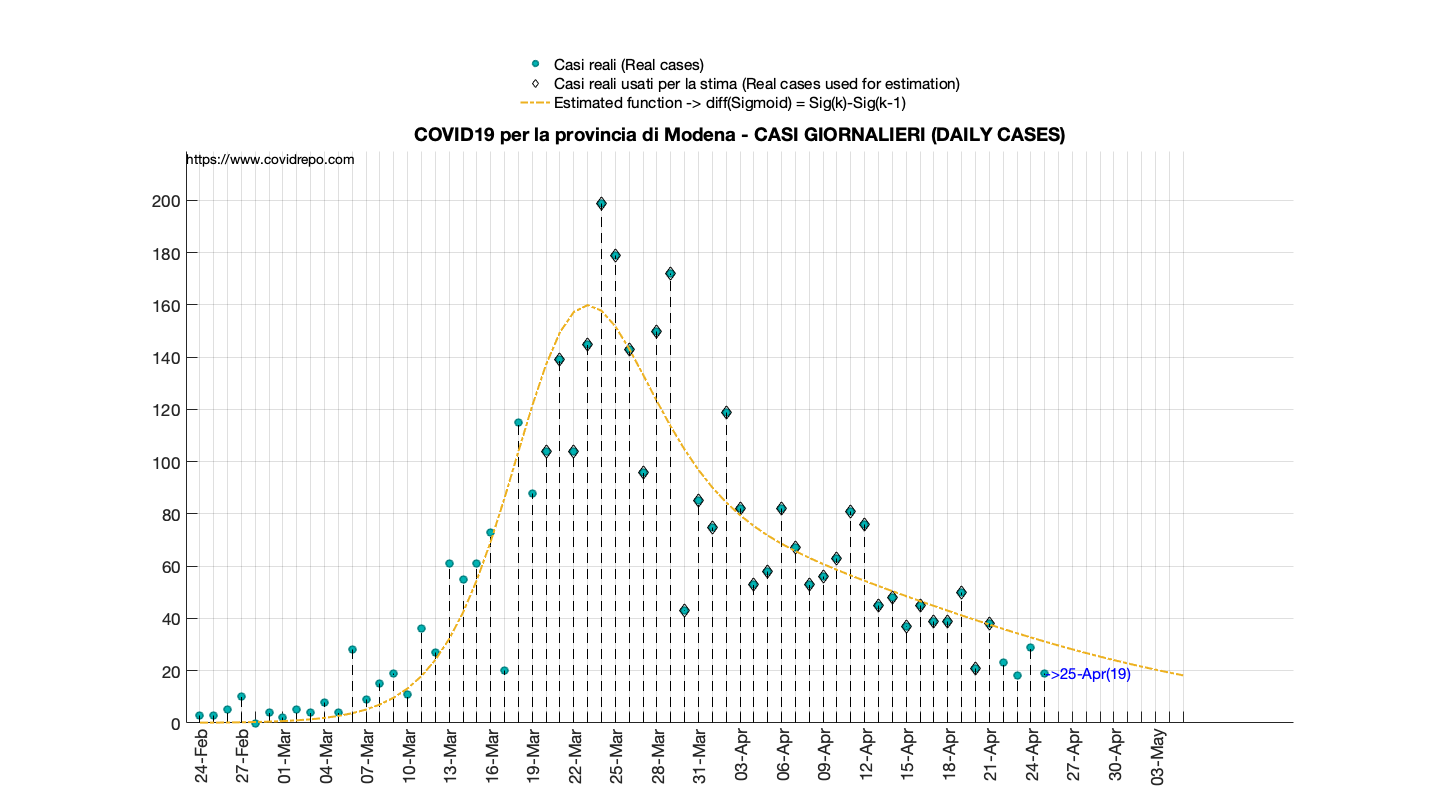 Casi reali (Real cases)
Casi reali usati per la stima (Real cases used for estimation)
Estimated function -> diff(Sigmoid) = Sig(k)-Sig(k-1)
COVID19 per la provincia di Modena - CASI GIORNALIERI (DAILY CASES)
https://www.covidrepo.com
200
180
160
140
120
100
80
60
40
20
0
->25-Apr(19)
24-Feb
27-Feb
01-Mar
04-Mar
07-Mar
10-Mar
13-Mar
16-Mar
19-Mar
22-Mar
25-Mar
28-Mar
31-Mar
03-Apr
06-Apr
09-Apr
12-Apr
15-Apr
18-Apr
21-Apr
24-Apr
27-Apr
30-Apr
03-May